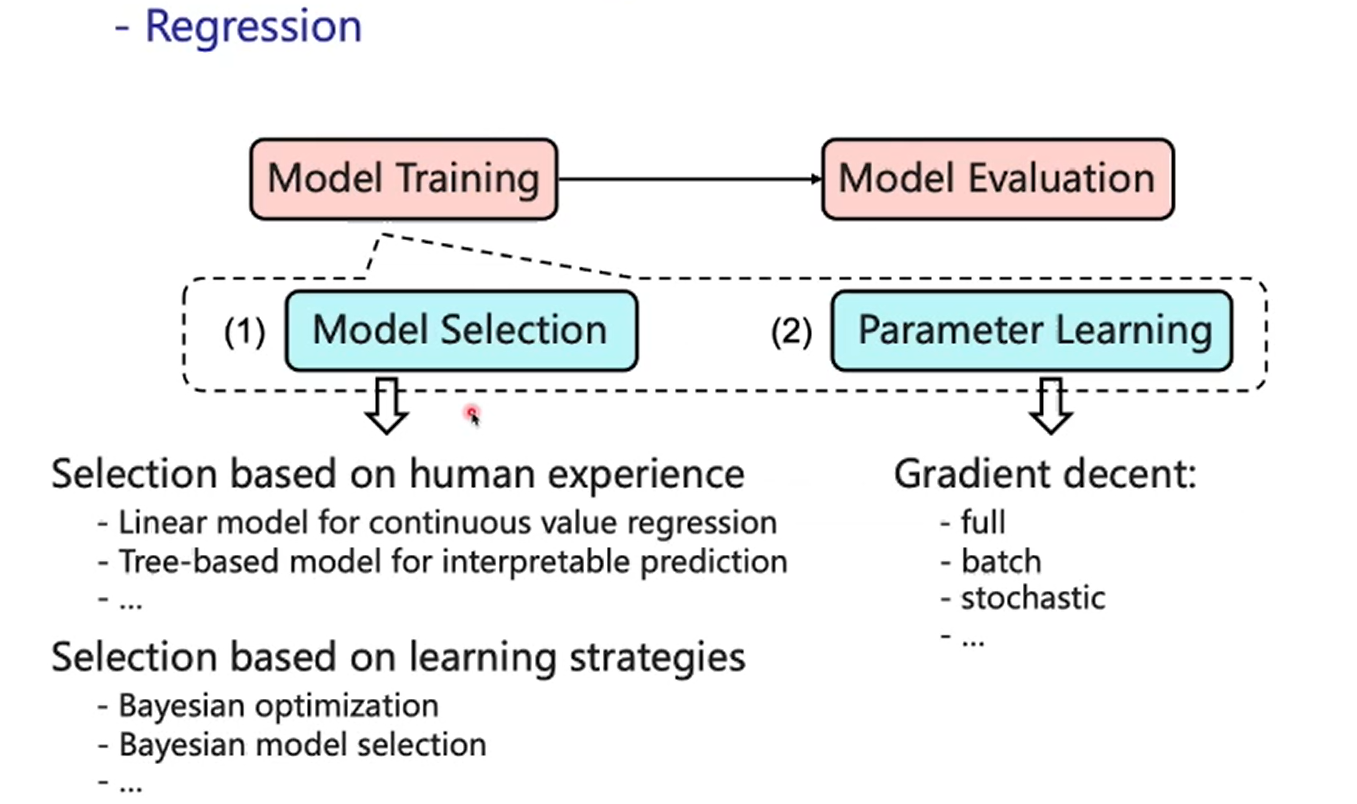 - Regression
Model Training
Model Evaluation
(1) Model Selection
(2) Parameter Learning
Selection based on human experience
- Linear model for continuous value regression
- Tree-based model for interpretable prediction
- ...
Selection based on learning strategies
- Bayesian optimization
- Bayesian model selection
- ...
Gradient decent:
- full
- batch
- stochastic
- ...